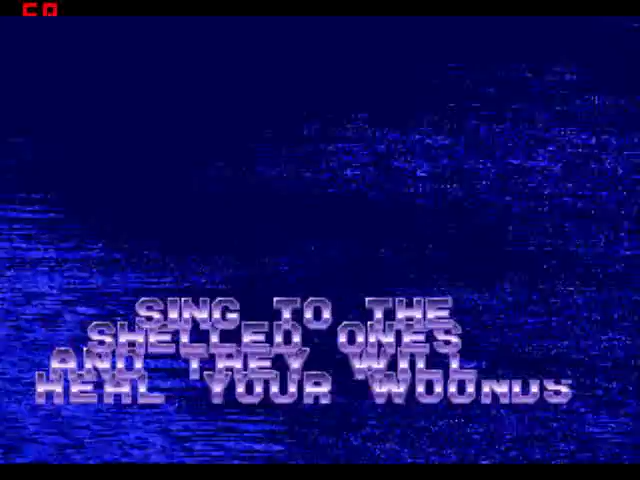 SING TO THE
SHELLED ONES
AND THEY WILL
HEAL YOUR WOUNDS